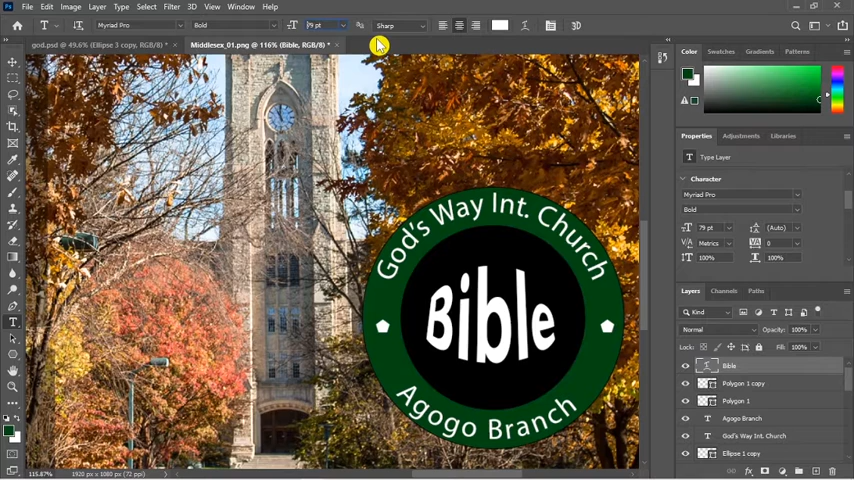 Ps File Edit Image Layer Type Select Filter 3D View Window Help
T Myriad Pro Bold 79 pt Sharp 3D
god.psd @ 49.6% (Ellipse 3 copy, RGB/8) * × Middlesex_01.png @ 116% (Bible, RGB/8) * ×
God's Way Int. Church
Bible
Agogo Branch
Color Swatches Gradients Patterns
Properties Adjustments Libraries
T Type Layer
Character
Myriad Pro
Bold
79 pt (Auto)
Metrics 0
100% 100%
Layers Channels Paths
Kind
Normal Opacity: 100%
Lock: Fill: 100%
Bible
Polygon 1 copy
Polygon 1
T Agogo Branch
T God's Way Int. Church
Ellipse 1 copy
fx
115.87% 1920 px x 1080 px (72 ppi)